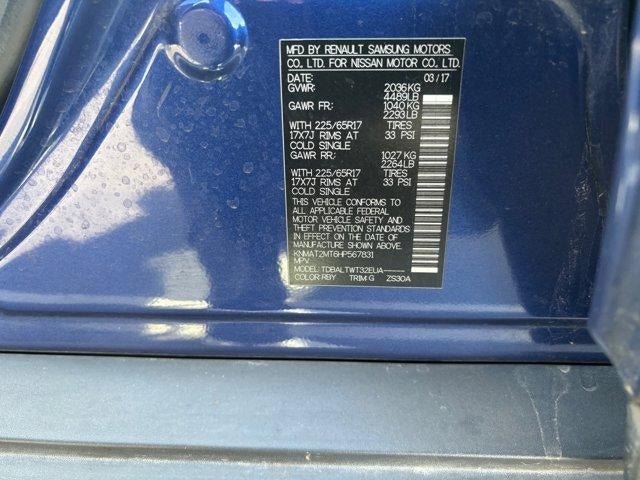 MFD BY RENAULT SAMSUNG MOTORS
CO., LTD. FOR NISSAN MOTOR CO., LTD.
DATE: 03/17
GVWR: 2036KG
4489LB
GAWR FR: 1040KG
2293LB
WITH 225/65R17 TIRES
17X7J RIMS AT 33 PSI
COLD SINGLE
GAWR RR: 1027KG
2264LB
WITH 225/65R17 TIRES
17X7J RIMS AT 33 PSI
COLD SINGLE
THIS VEHICLE CONFORMS TO
ALL APPLICABLE FEDERAL
MOTOR VEHICLE SAFETY AND
THEFT PREVENTION STANDARDS
IN EFFECT ON THE DATE OF
MANUFACTURE SHOWN ABOVE.
KNMAT2MT6HP567831
MPV
MODEL: TDBALTWT32EUA-----
COLOR:RBY TRIM:G ZS30A